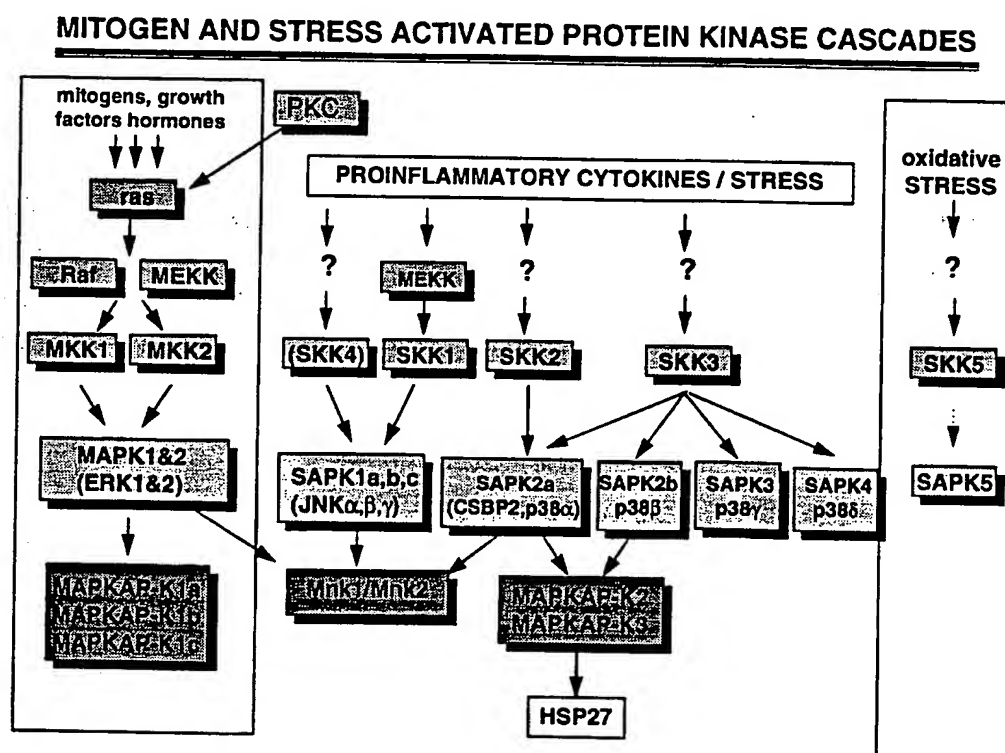 MITOGEN AND STRESS ACTIVATED PROTEIN KINASE CASCADES
mitogens, growth
factors hormones
PKC
ras
Raf
MEKK
MKK1
MKK2
MAPK1&2
(ERK1&2)
MAPKAP-K1a
MAPKAP-K1b
MAPKAP-K1c
PROINFLAMMATORY CYTOKINES / STRESS
?
MEKK
?
?
(SKK4)
SKK1
SKK2
SKK3
SAPK1a,b,c
(JNKα,β,γ)
SAPK2a
(CSBP2,p38α)
SAPK2b
p38β
SAPK3
p38γ
SAPK4
p38δ
Mnk1/Mnk2
MAPKAP-K2
MAPKAP-K3
HSP27
oxidative
STRESS
?
SKK5
SAPK5